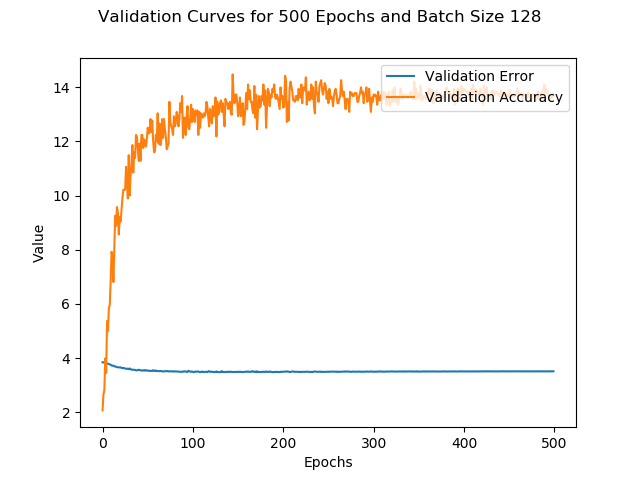 Validation Curves for 500 Epochs and Batch Size 128
Validation Error
Validation Accuracy
14
12
10
8
6
4
2
Value
0 100 200 300 400 500
Epochs